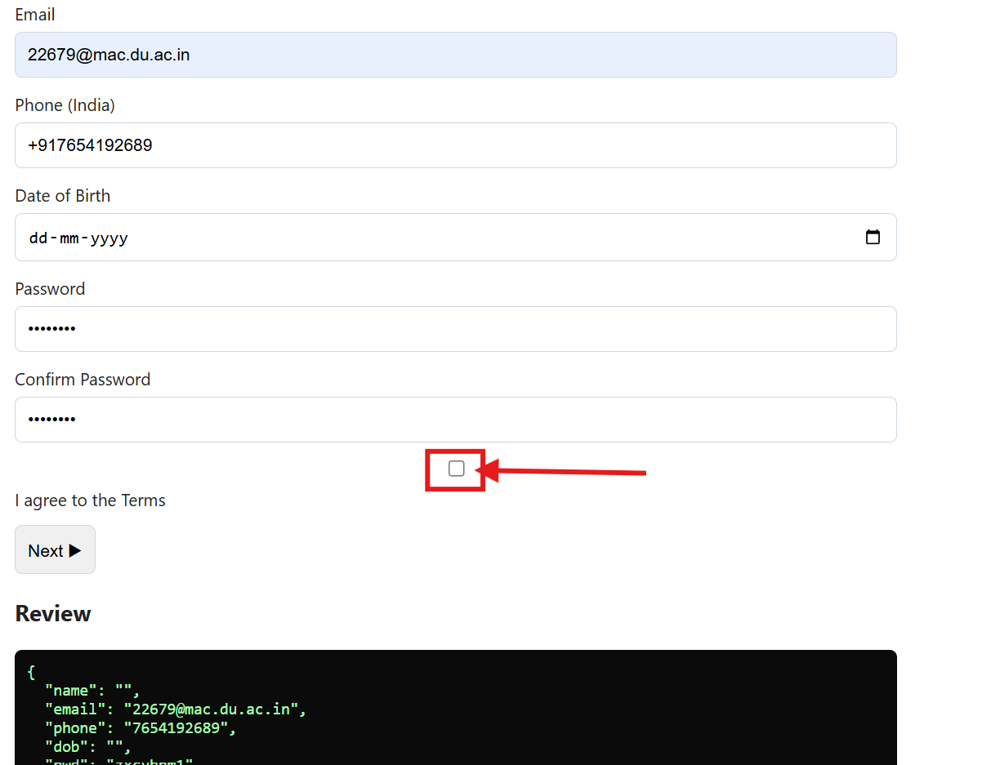 Email
22679@mac.du.ac.in
Phone (India)
+917654192689
Date of Birth
dd-mm-yyyy
Password
••••••••
Confirm Password
••••••••
I agree to the Terms
Next ▶
Review
{
"name": "",
"email": "22679@mac.du.ac.in",
"phone": "7654192689",
"dob": "",